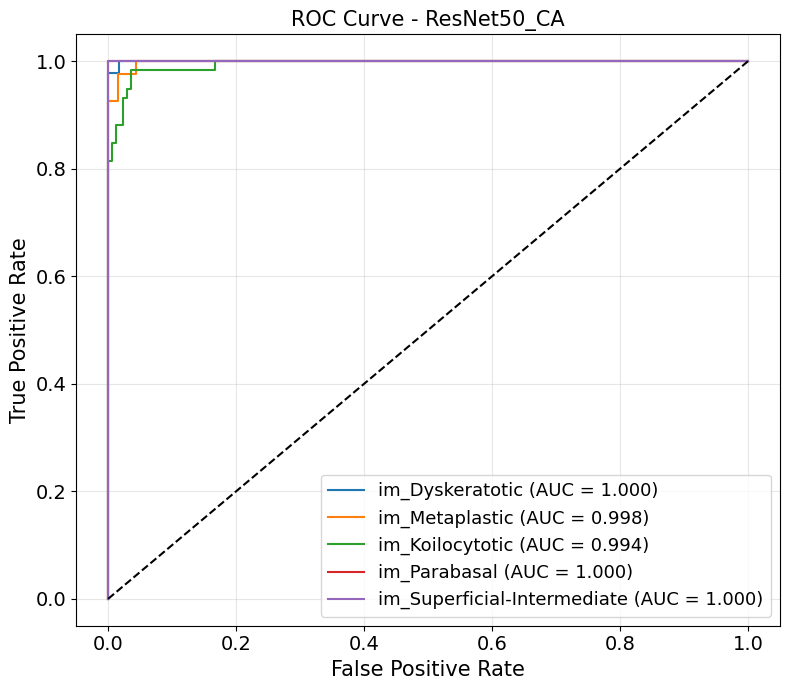 ROC Curve - ResNet50_CA
True Positive Rate
1.0
0.8
0.6
0.4
0.2
0.0
im_Dyskeratotic (AUC = 1.000)
im_Metaplastic (AUC = 0.998)
im_Koilocytotic (AUC = 0.994)
im_Parabasal (AUC = 1.000)
im_Superficial-Intermediate (AUC = 1.000)
0.0 0.2 0.4 0.6 0.8 1.0
False Positive Rate